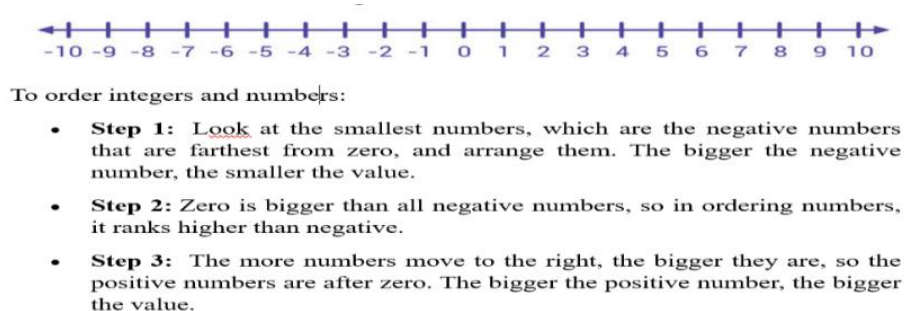 -10 -9 -8 -7 -6 -5 -4 -3 -2 -1 0 1 2 3 4 5 6 7 8 9 10
To order integers and numbers:
• Step 1: Look at the smallest numbers, which are the negative numbers
that are farthest from zero, and arrange them. The bigger the negative
number, the smaller the value.
• Step 2: Zero is bigger than all negative numbers, so in ordering numbers,
it ranks higher than negative.
• Step 3: The more numbers move to the right, the bigger they are, so the
positive numbers are after zero. The bigger the positive number, the bigger
the value.